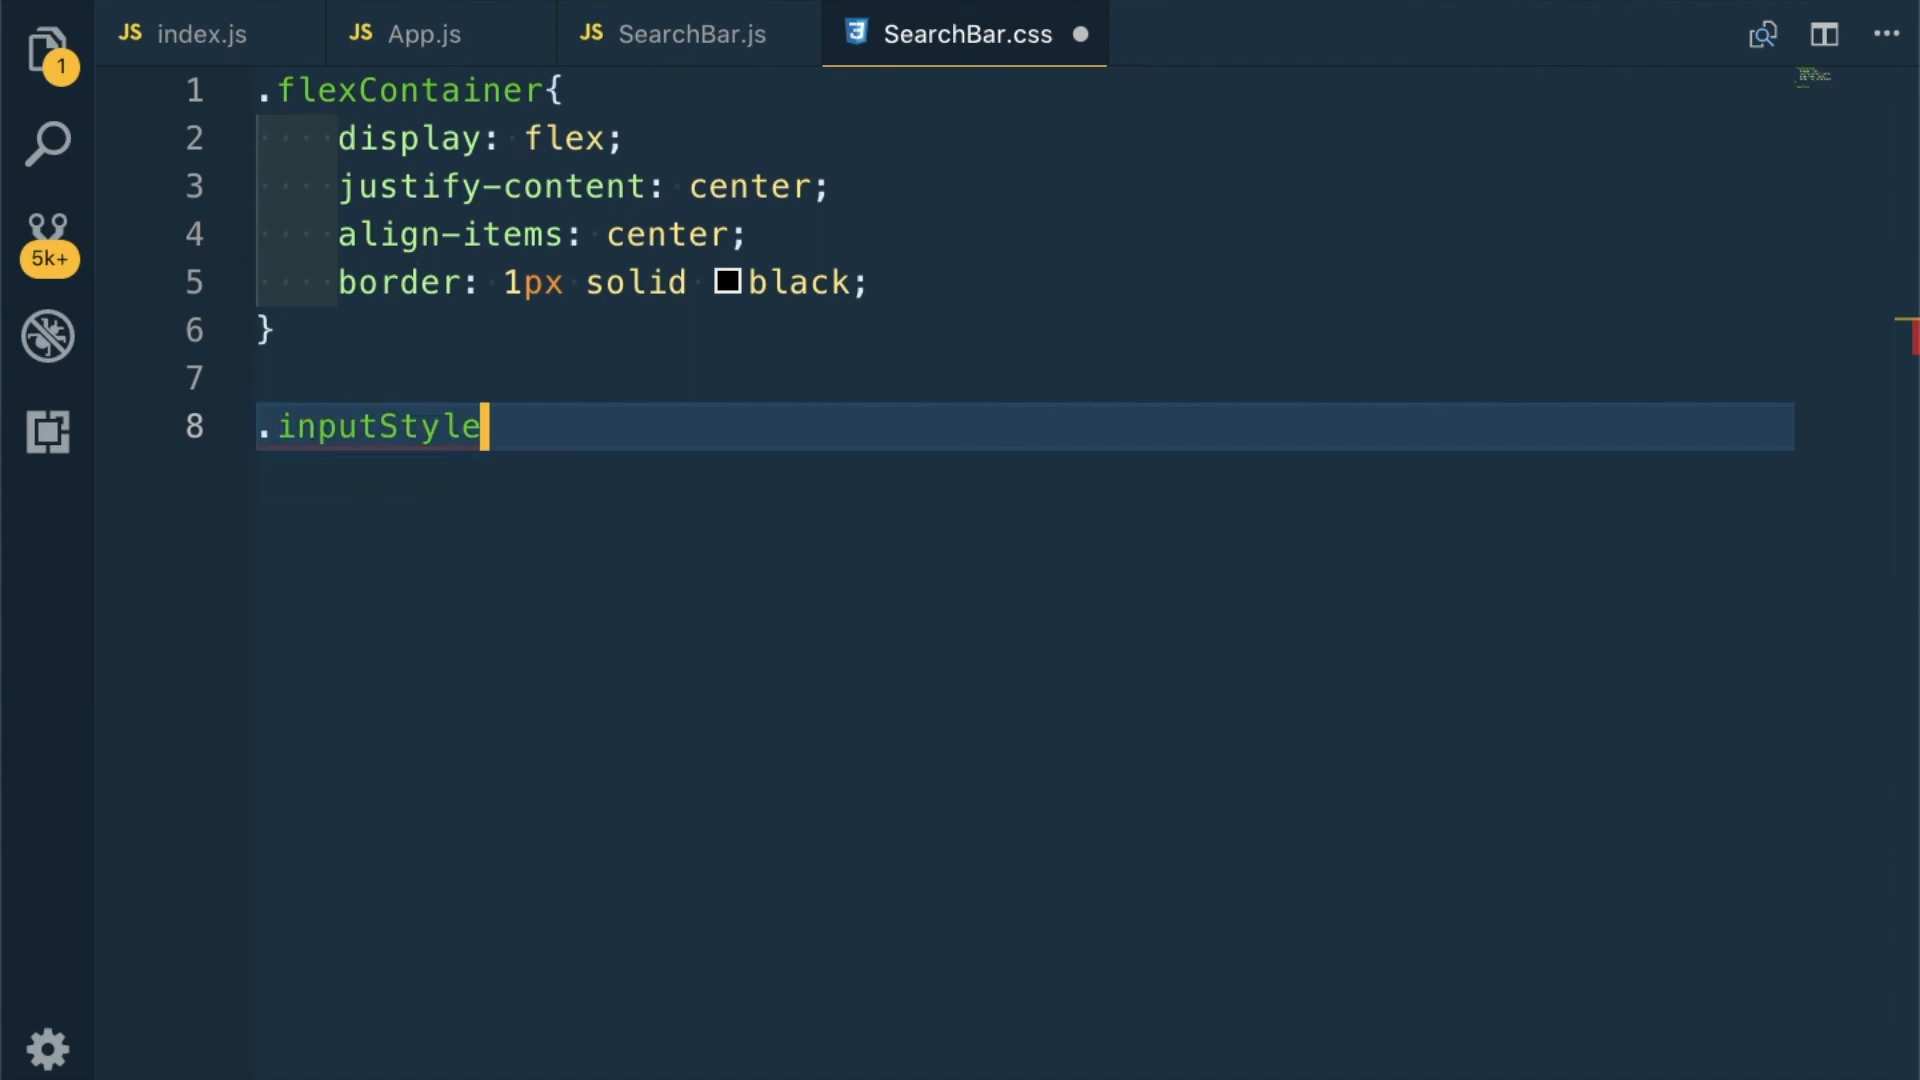 JS index.js
JS App.js
JS SearchBar.js
3 SearchBar.css
1
5k+
1 .flexContainer{
2 display: flex;
3 justify-content: center;
4 align-items: center;
5 border: 1px solid black;
6 }
7
8 .inputStyle